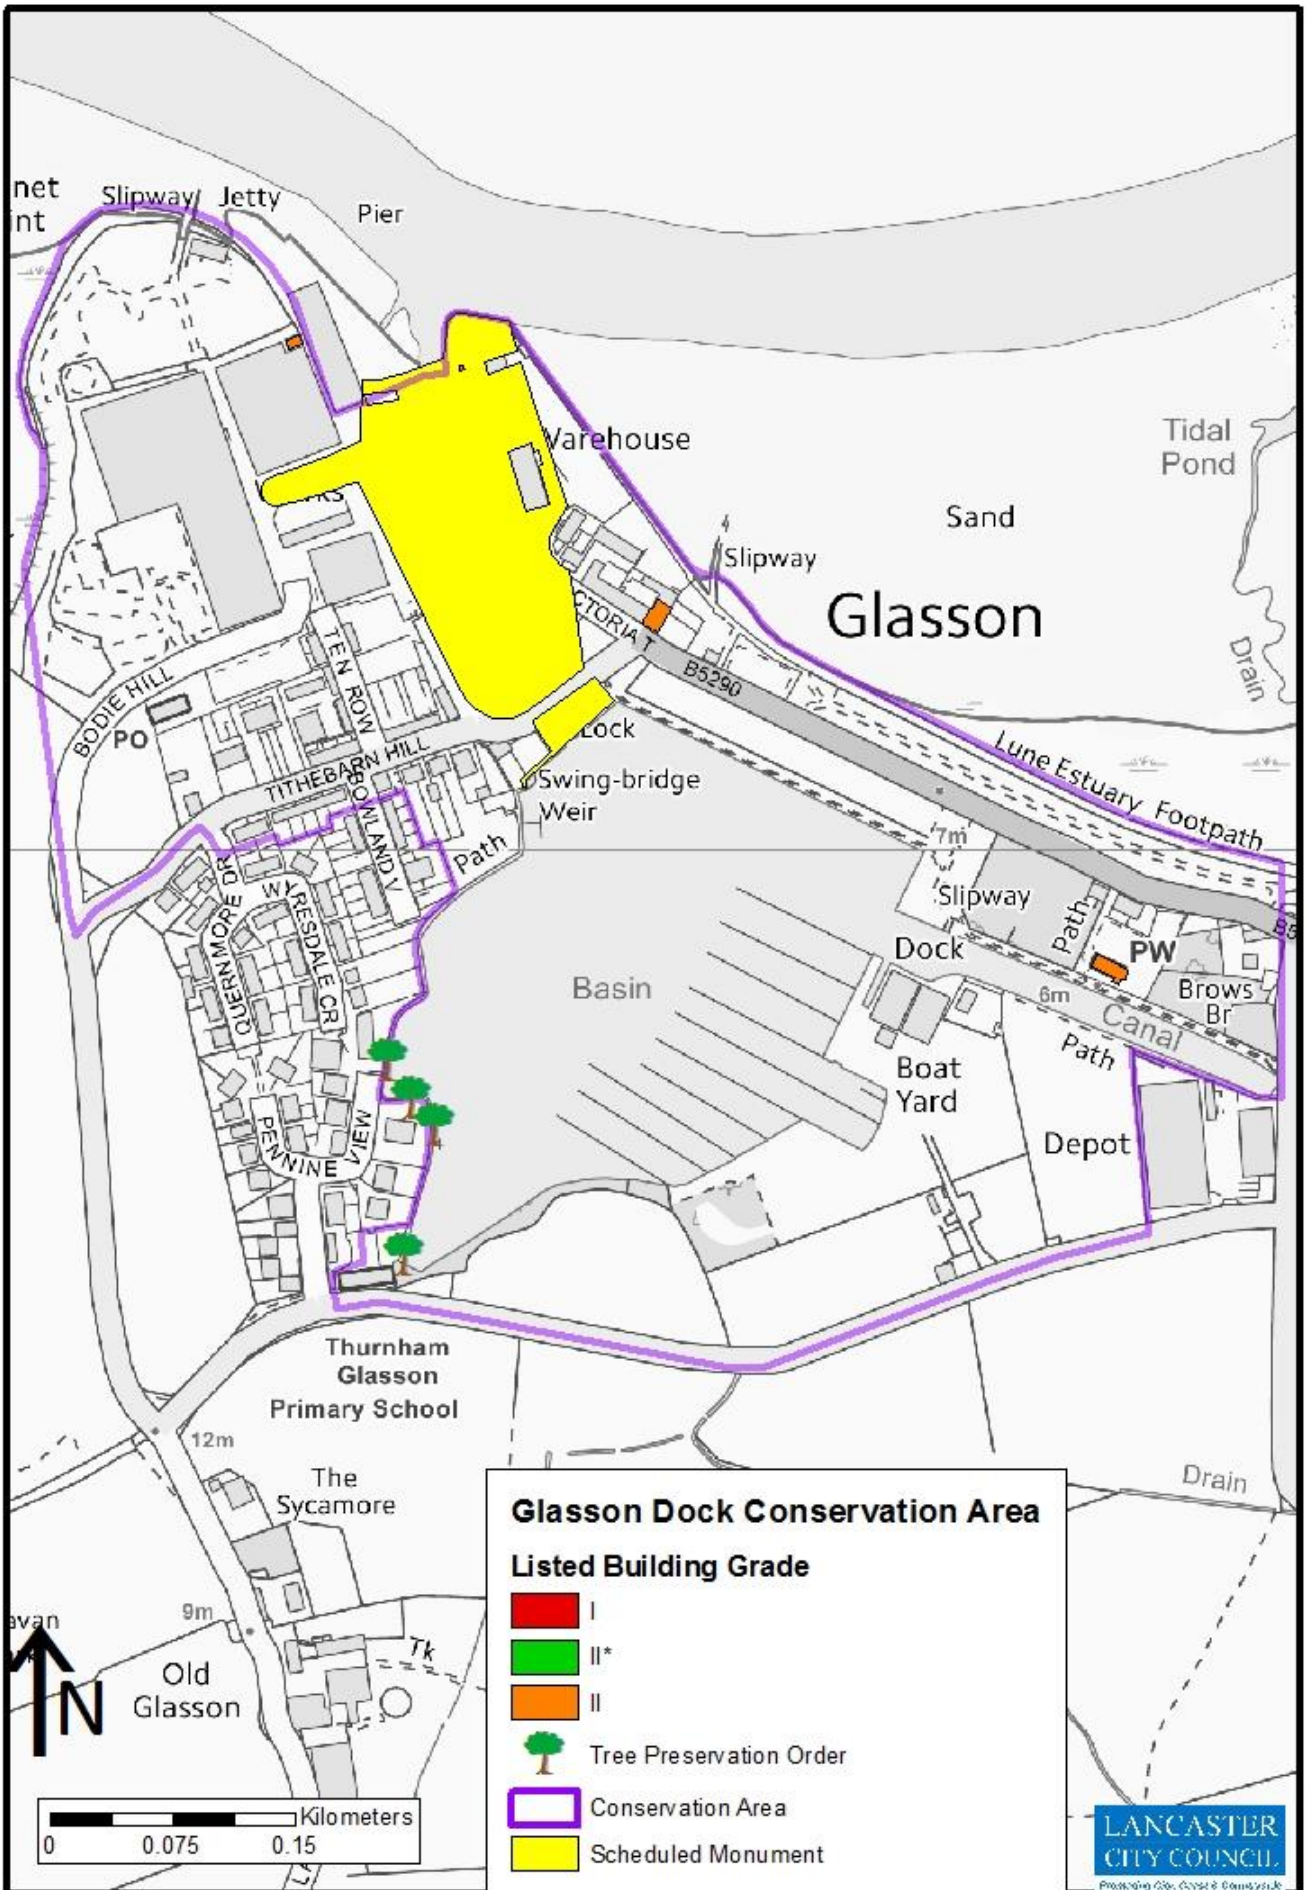 net
int
Slipway
Jetty
Pier
Warehouse
Tidal
Pond
Sand
Slipway
Glasson
Drain
TEN ROW
B5290
BODIE HILL
PO
Lock
Lune Estuary Footpath
TITHEBARN HILL
Swing-bridge
Weir
Path
7m
WYRESDALE CR
QUERNMORE DR
Slipway
Path
Dock
PW
Basin
6m
Canal
Brows
Br
Path
Boat
Yard
Depot
PENNINE VIEW
Thurnham
Glasson
Primary School
12m
The
Sycamore
Drain
9m
Old
Glasson
Tk
N
Glasson Dock Conservation Area
Listed Building Grade
I
II*
II
Tree Preservation Order
Conservation Area
Scheduled Monument
Kilometers
0 0.075 0.15
LANCASTER
CITY COUNCIL